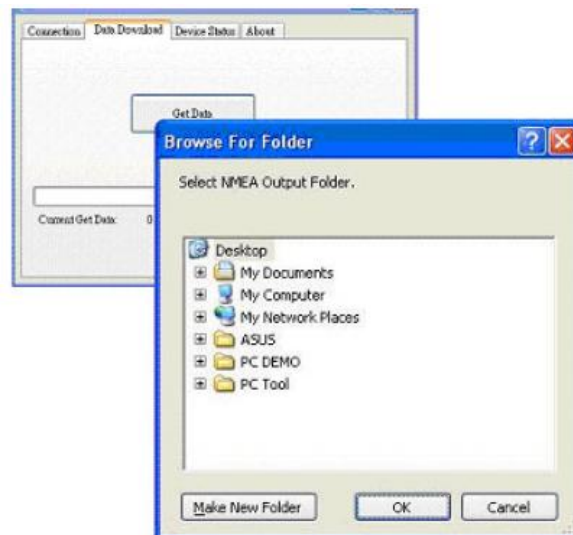 Connection Data Download Device Status About
Get Data
Current Get Data: 0
Browse For Folder
Select NMEA Output Folder.
Desktop
My Documents
My Computer
My Network Places
ASUS
PC DEMO
PC Tool
Make New Folder OK Cancel